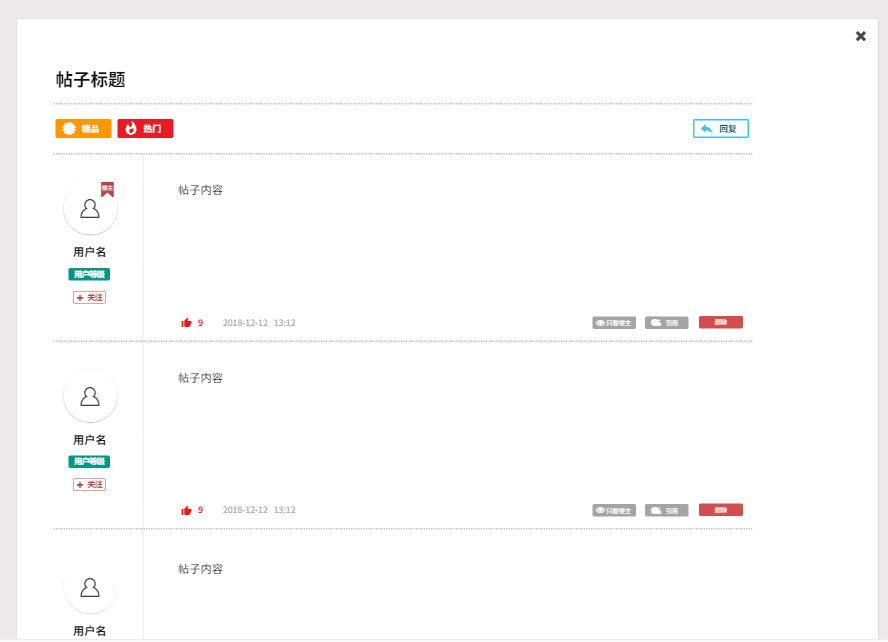 帖子标题
精品 热门 回复
楼主
帖子内容
用户名
用户等级
+ 关注
9 2018-12-12 13:12 只看楼主 引用 删除
帖子内容
用户名
用户等级
+ 关注
9 2018-12-12 13:12 只看楼主 引用 删除
帖子内容
用户名